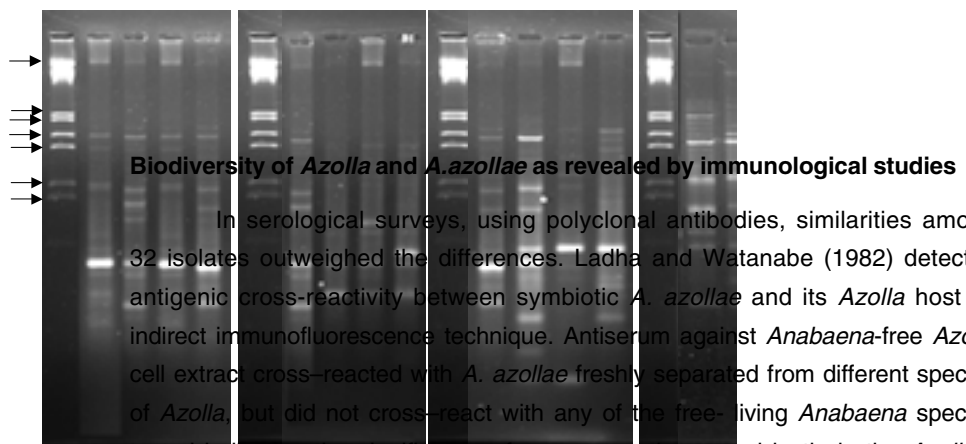 Biodiversity of Azolla and A.azollae as revealed by immunological studies
In serological surveys, using polyclonal antibodies, similarities amo
32 isolates outweighed the differences. Ladha and Watanabe (1982) detect
antigenic cross-reactivity between symbiotic A. azollae and its Azolla host
indirect immunofluorescence technique. Antiserum against Anabaena-free Azo
cell extract cross–reacted with A. azollae freshly separated from different spec
of Azolla, but did not cross–react with any of the free- living Anabaena spec